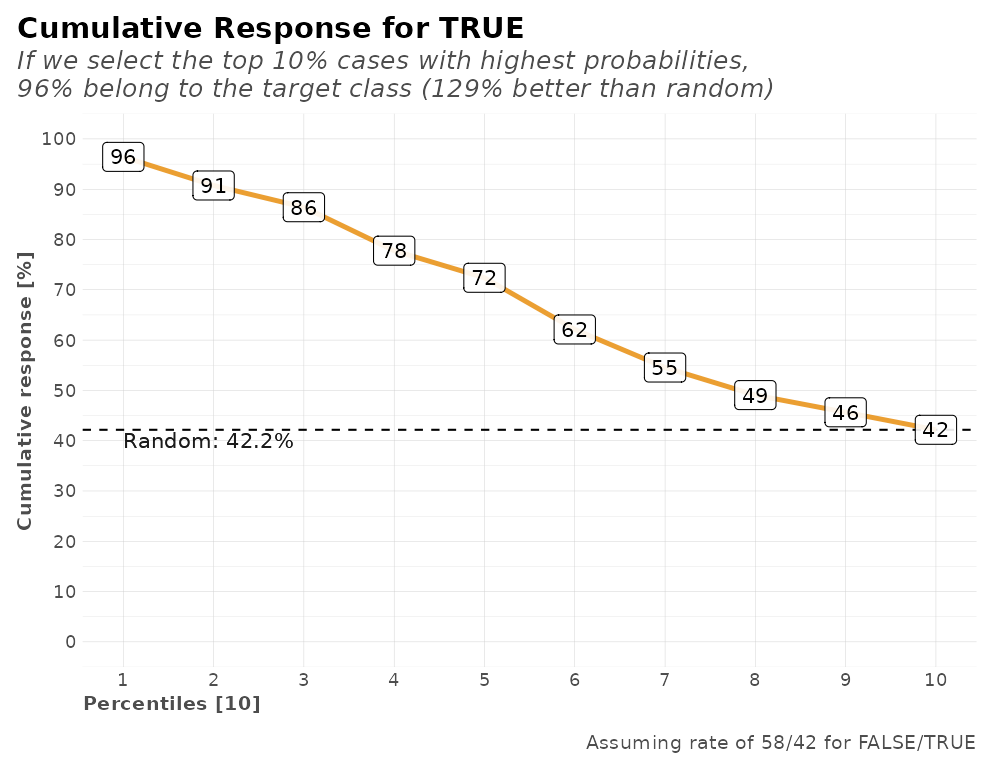 Cumulative Response for TRUE
If we select the top 10% cases with highest probabilities,
96% belong to the target class (129% better than random)
Cumulative response [%]
100
90
80
70
60
50
40
30
20
10
0
96
91
86
78
72
62
55
49
46
42
Random: 42.2%
1 2 3 4 5 6 7 8 9 10
Percentiles [10]
Assuming rate of 58/42 for FALSE/TRUE